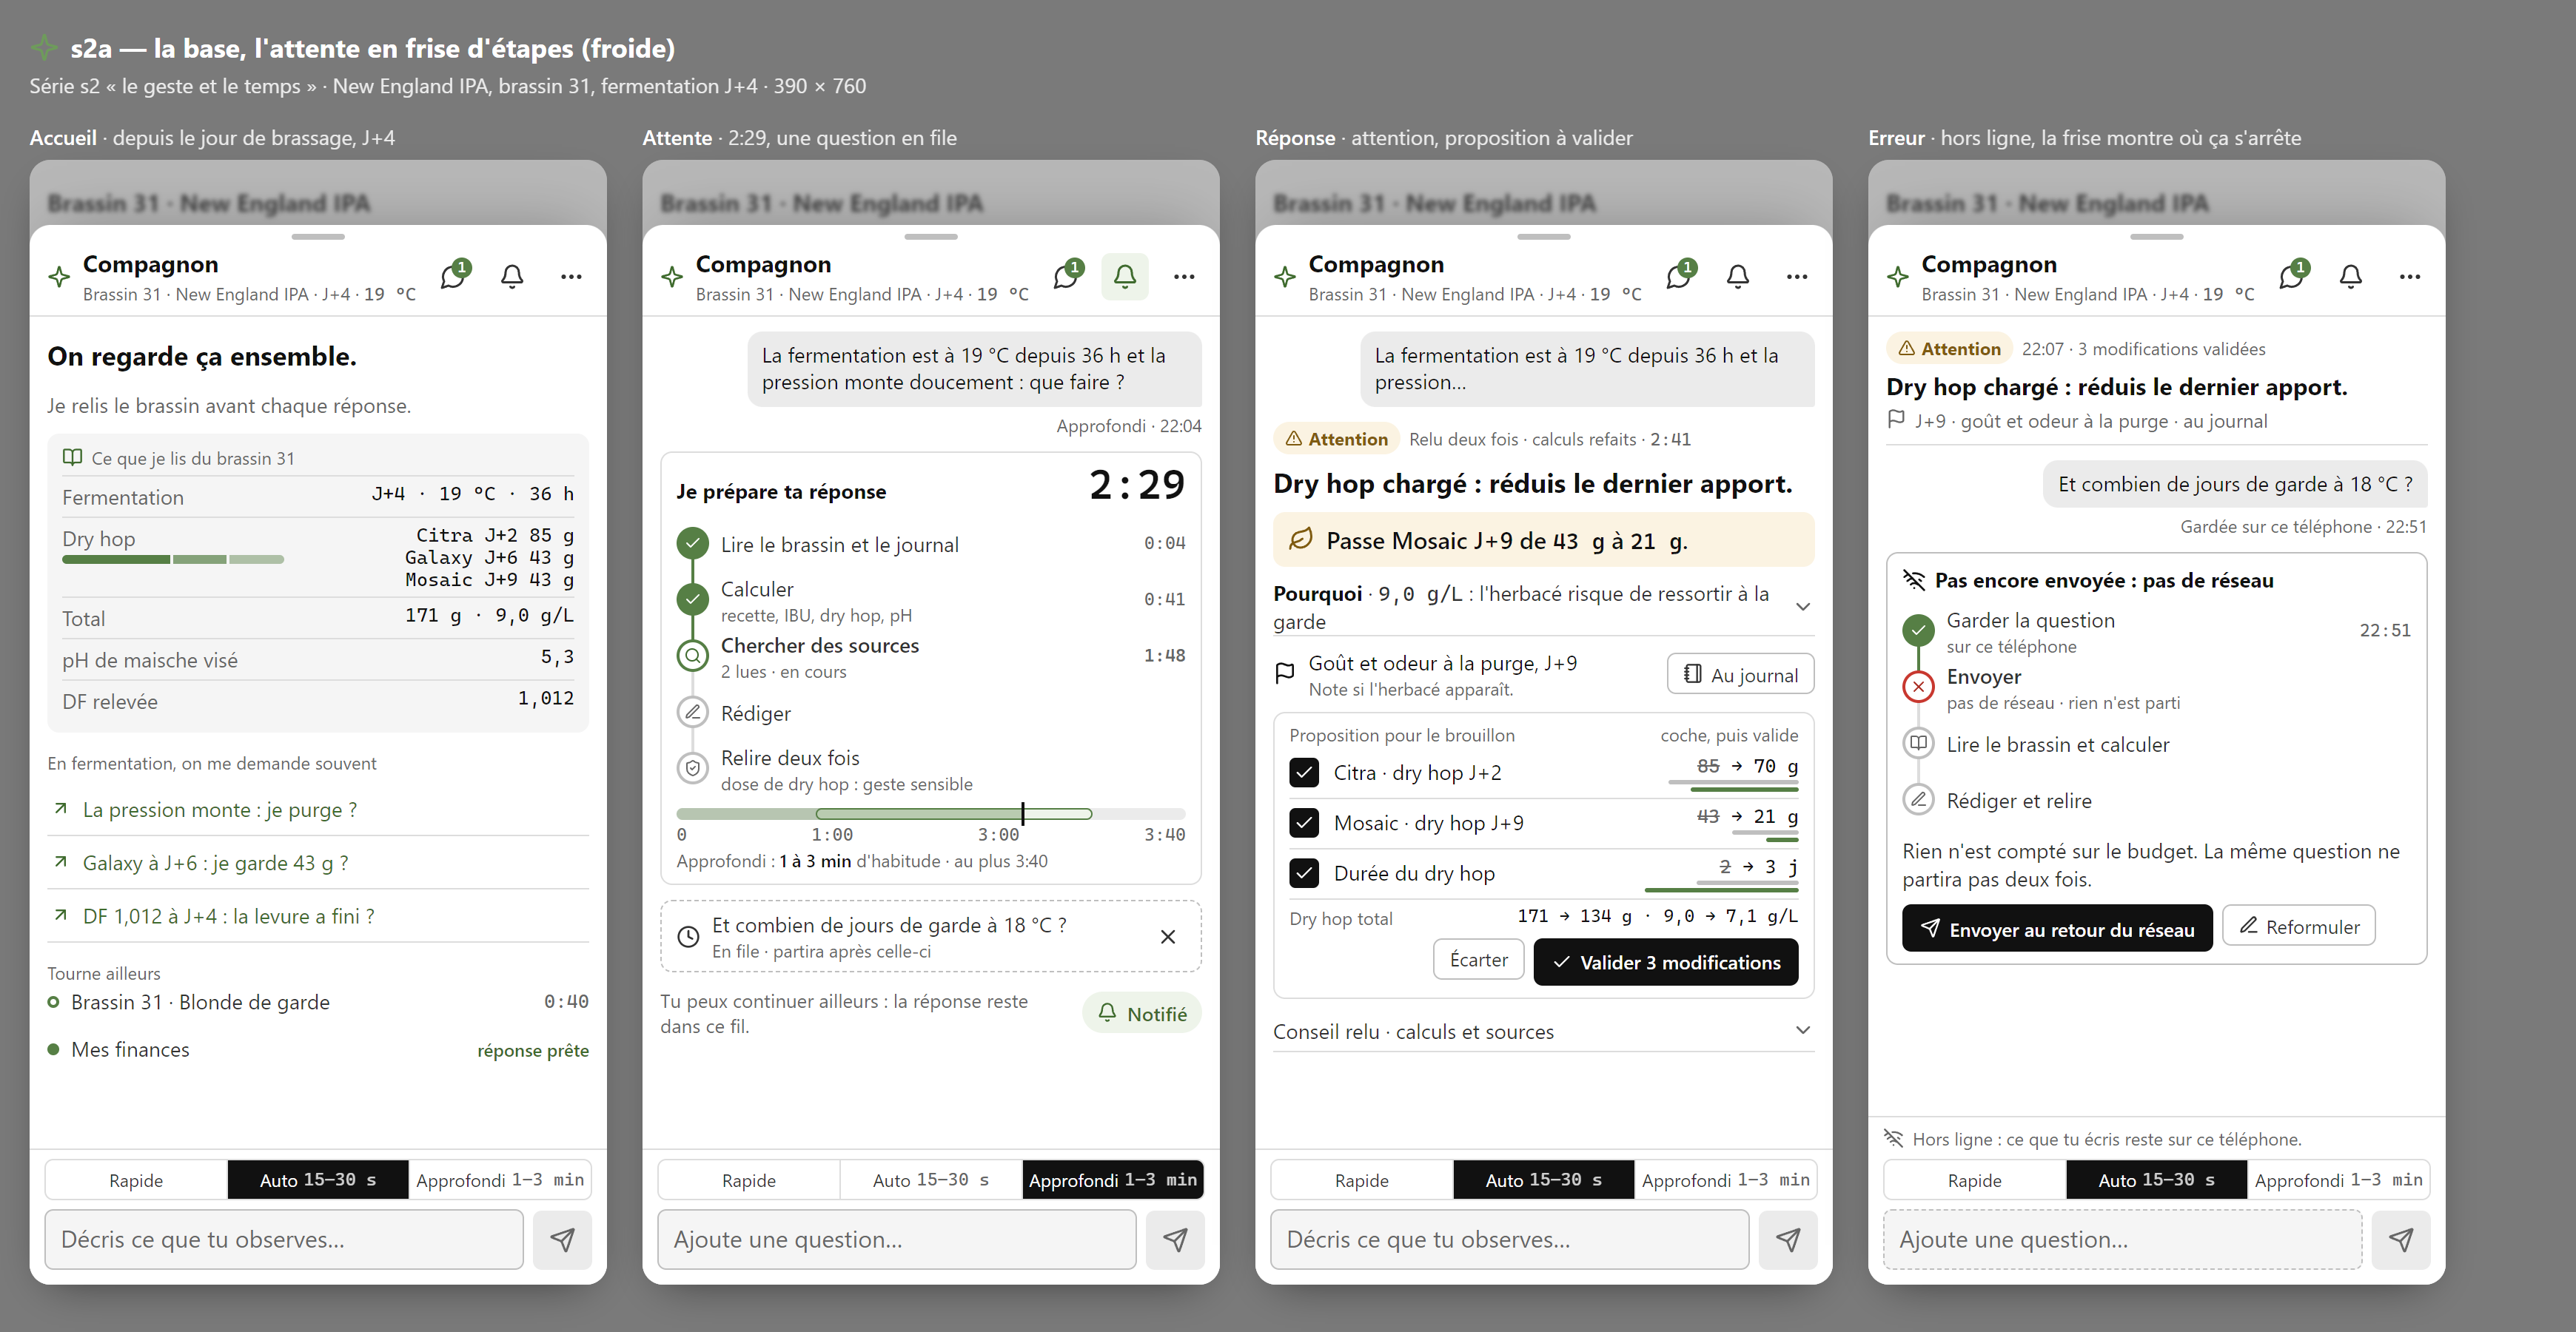 s2a — la base, l'attente en frise d'étapes (froide)
Série s2 « le geste et le temps » · New England IPA, brassin 31, fermentation J+4 · 390 × 760
Accueil · depuis le jour de brassage, J+4
Brassin 31 · New England IPA
Compagnon
Brassin 31 · New England IPA · J+4 · 19 °C
1
On regarde ça ensemble.
Je relis le brassin avant chaque réponse.
Ce que je lis du brassin 31
Fermentation J+4 · 19 °C · 36 h
Dry hop Citra J+2 85 g
Galaxy J+6 43 g
Mosaic J+9 43 g
Total 171 g · 9,0 g/L
pH de maische visé 5,3
DF relevée 1,012
En fermentation, on me demande souvent
La pression monte : je purge ?
Galaxy à J+6 : je garde 43 g ?
DF 1,012 à J+4 : la levure a fini ?
Tourne ailleurs
Brassin 31 · Blonde de garde 0:40
Mes finances réponse prête
Rapide Auto 15–30 s Approfondi 1–3 min
Décris ce que tu observes…
Attente · 2:29, une question en file
Brassin 31 · New England IPA
Compagnon
Brassin 31 · New England IPA · J+4 · 19 °C
1
La fermentation est à 19 °C depuis 36 h et la
pression monte doucement : que faire ?
Approfondi · 22:04
Je prépare ta réponse 2:29
Lire le brassin et le journal 0:04
Calculer 0:41
recette, IBU, dry hop, pH
Chercher des sources 1:48
2 lues · en cours
Rédiger
Relire deux fois
dose de dry hop : geste sensible
0 1:00 3:00 3:40
Approfondi : 1 à 3 min d'habitude · au plus 3:40
Et combien de jours de garde à 18 °C ?
En file · partira après celle-ci
Tu peux continuer ailleurs : la réponse reste
dans ce fil.
Notifié
Rapide Auto 15–30 s Approfondi 1–3 min
Ajoute une question…
Réponse · attention, proposition à valider
Brassin 31 · New England IPA
Compagnon
Brassin 31 · New England IPA · J+4 · 19 °C
1
La fermentation est à 19 °C depuis 36 h et la
pression…
Attention Relu deux fois · calculs refaits · 2:41
Dry hop chargé : réduis le dernier apport.
Passe Mosaic J+9 de 43 g à 21 g.
Pourquoi · 9,0 g/L : l'herbacé risque de ressortir à la
garde
Goût et odeur à la purge, J+9
Note si l'herbacé apparaît.
Au journal
Proposition pour le brouillon coche, puis valide
Citra · dry hop J+2 85 → 70 g
Mosaic · dry hop J+9 43 → 21 g
Durée du dry hop 2 → 3 j
Dry hop total 171 → 134 g · 9,0 → 7,1 g/L
Écarter Valider 3 modifications
Conseil relu · calculs et sources
Rapide Auto 15–30 s Approfondi 1–3 min
Décris ce que tu observes…
Erreur · hors ligne, la frise montre où ça s'arrête
Brassin 31 · New England IPA
Compagnon
Brassin 31 · New England IPA · J+4 · 19 °C
1
Attention 22:07 · 3 modifications validées
Dry hop chargé : réduis le dernier apport.
J+9 · goût et odeur à la purge · au journal
Et combien de jours de garde à 18 °C ?
Gardée sur ce téléphone · 22:51
Pas encore envoyée : pas de réseau
Garder la question 22:51
sur ce téléphone
Envoyer
pas de réseau · rien n'est parti
Lire le brassin et calculer
Rédiger et relire
Rien n'est compté sur le budget. La même question ne
partira pas deux fois.
Envoyer au retour du réseau Reformuler
Hors ligne : ce que tu écris reste sur ce téléphone.
Rapide Auto 15–30 s Approfondi 1–3 min
Ajoute une question…